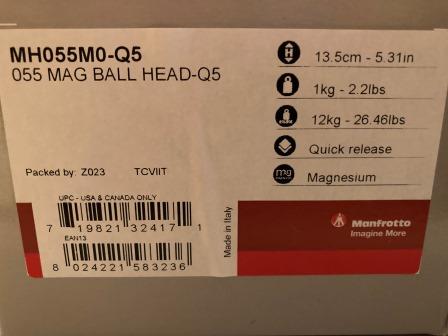 MH055M0-Q5
055 MAG BALL HEAD-Q5
H
13.5cm - 5.31in
1kg - 2.2lbs
12kg - 26.46lbs
Quick release
mg
Magnesium
Packed by: Z023 TCVIIT
UPC - USA & CANADA ONLY
7 19821 32417 1
EAN13
8 024221 583236
Made in Italy
Manfrotto
Imagine More